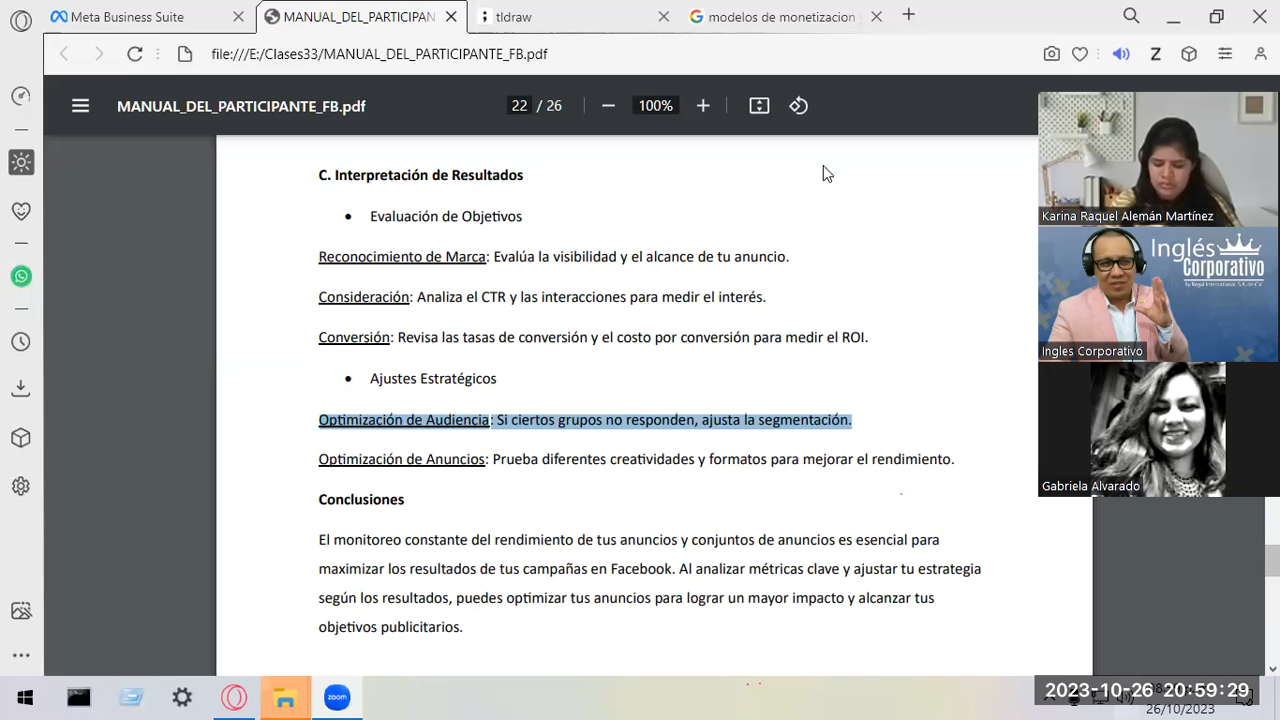 Meta Business Suite
MANUAL_DEL_PARTICIPAN
tldraw
modelos de monetizacion
file:///E:/Clases33/MANUAL_DEL_PARTICIPANTE_FB.pdf
Z
MANUAL_DEL_PARTICIPANTE_FB.pdf
22 / 26
100%
C. Interpretación de Resultados
• Evaluación de Objetivos
Reconocimiento de Marca: Evalúa la visibilidad y el alcance de tu anuncio.
Consideración: Analiza el CTR y las interacciones para medir el interés.
Conversión: Revisa las tasas de conversión y el costo por conversión para medir el ROI.
• Ajustes Estratégicos
Optimización de Audiencia: Si ciertos grupos no responden, ajusta la segmentación.
Optimización de Anuncios: Prueba diferentes creatividades y formatos para mejorar el rendimiento.
Conclusiones
El monitoreo constante del rendimiento de tus anuncios y conjuntos de anuncios es esencial para
maximizar los resultados de tus campañas en Facebook. Al analizar métricas clave y ajustar tu estrategia
según los resultados, puedes optimizar tus anuncios para lograr un mayor impacto y alcanzar tus
objetivos publicitarios.
Karina Raquel Alemán Martínez
Inglés
Corporativo
By Regal International S.A. de C.V.
Ingles Corporativo
Gabriela Alvarado
zoom
2023-10-26 20:59:29
26/10/2023